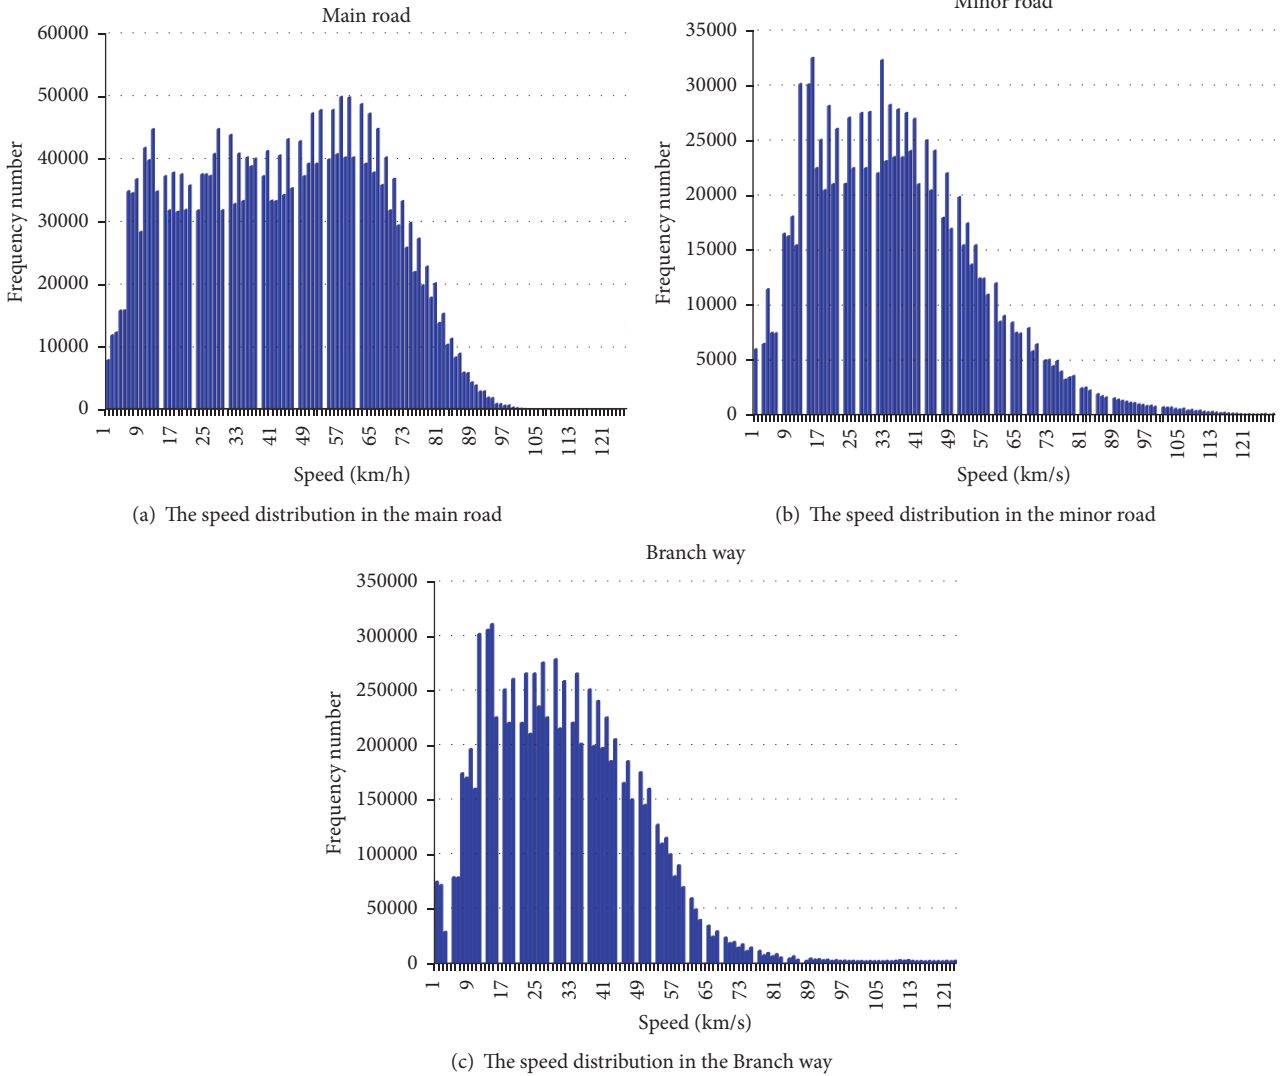 Main road
60000
50000
40000
30000
20000
10000
0
Frequency number
1 9 17 25 33 41 49 57 65 73 81 89 97 105 113 121
Speed (km/h)
(a) The speed distribution in the main road
Minor road
35000
30000
25000
20000
15000
10000
5000
0
Frequency number
1 9 17 25 33 41 49 57 65 73 81 89 97 105 113 121
Speed (km/s)
(b) The speed distribution in the minor road
Branch way
350000
300000
250000
200000
150000
100000
50000
0
Frequency number
1 9 17 25 33 41 49 57 65 73 81 89 97 105 113 121
Speed (km/s)
(c) The speed distribution in the Branch way